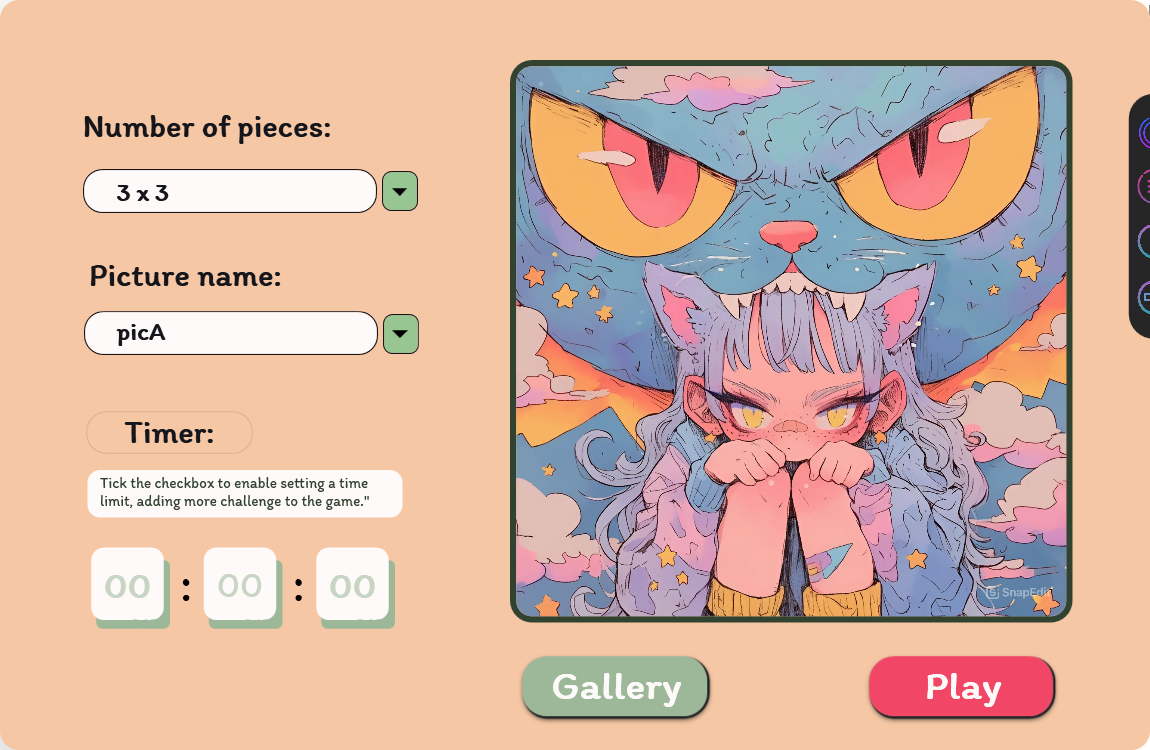 Number of pieces:
3 x 3
Picture name:
picA
Timer:
Tick the checkbox to enable setting a time
limit, adding more challenge to the game."
00 : 00 : 00
SnapEdit
Gallery
Play